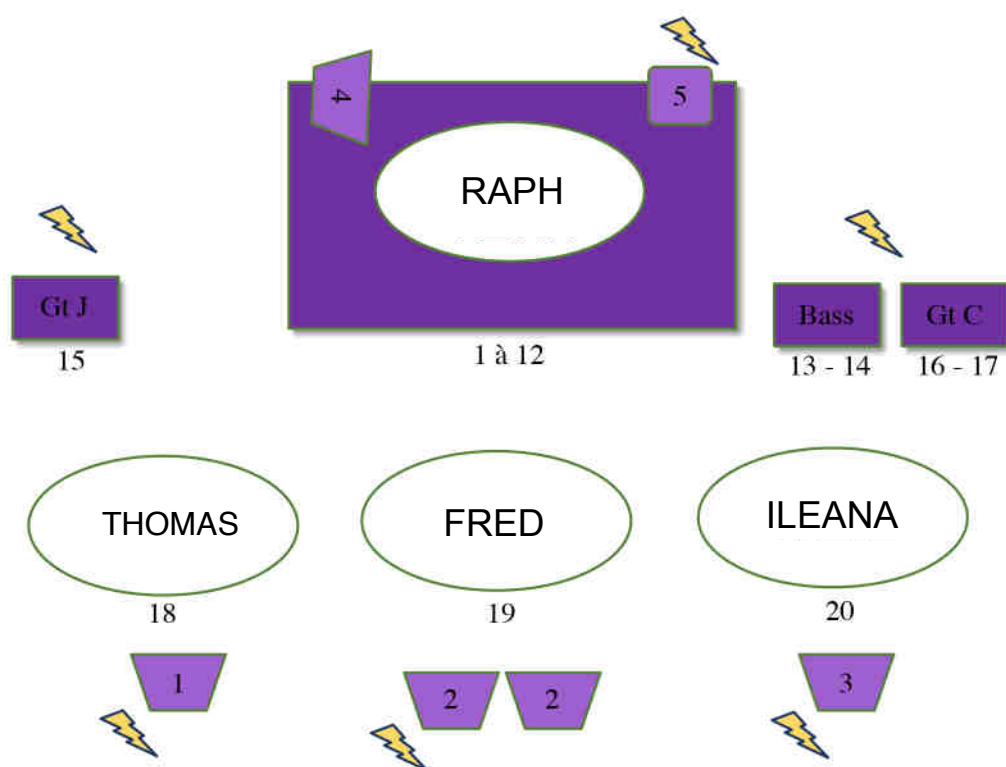 4
5
RAPH
Gt J
Bass
Gt C
15
1 à 12
13 - 14
16 - 17
THOMAS
FRED
ILEANA
18
19
20
1
2
2
3